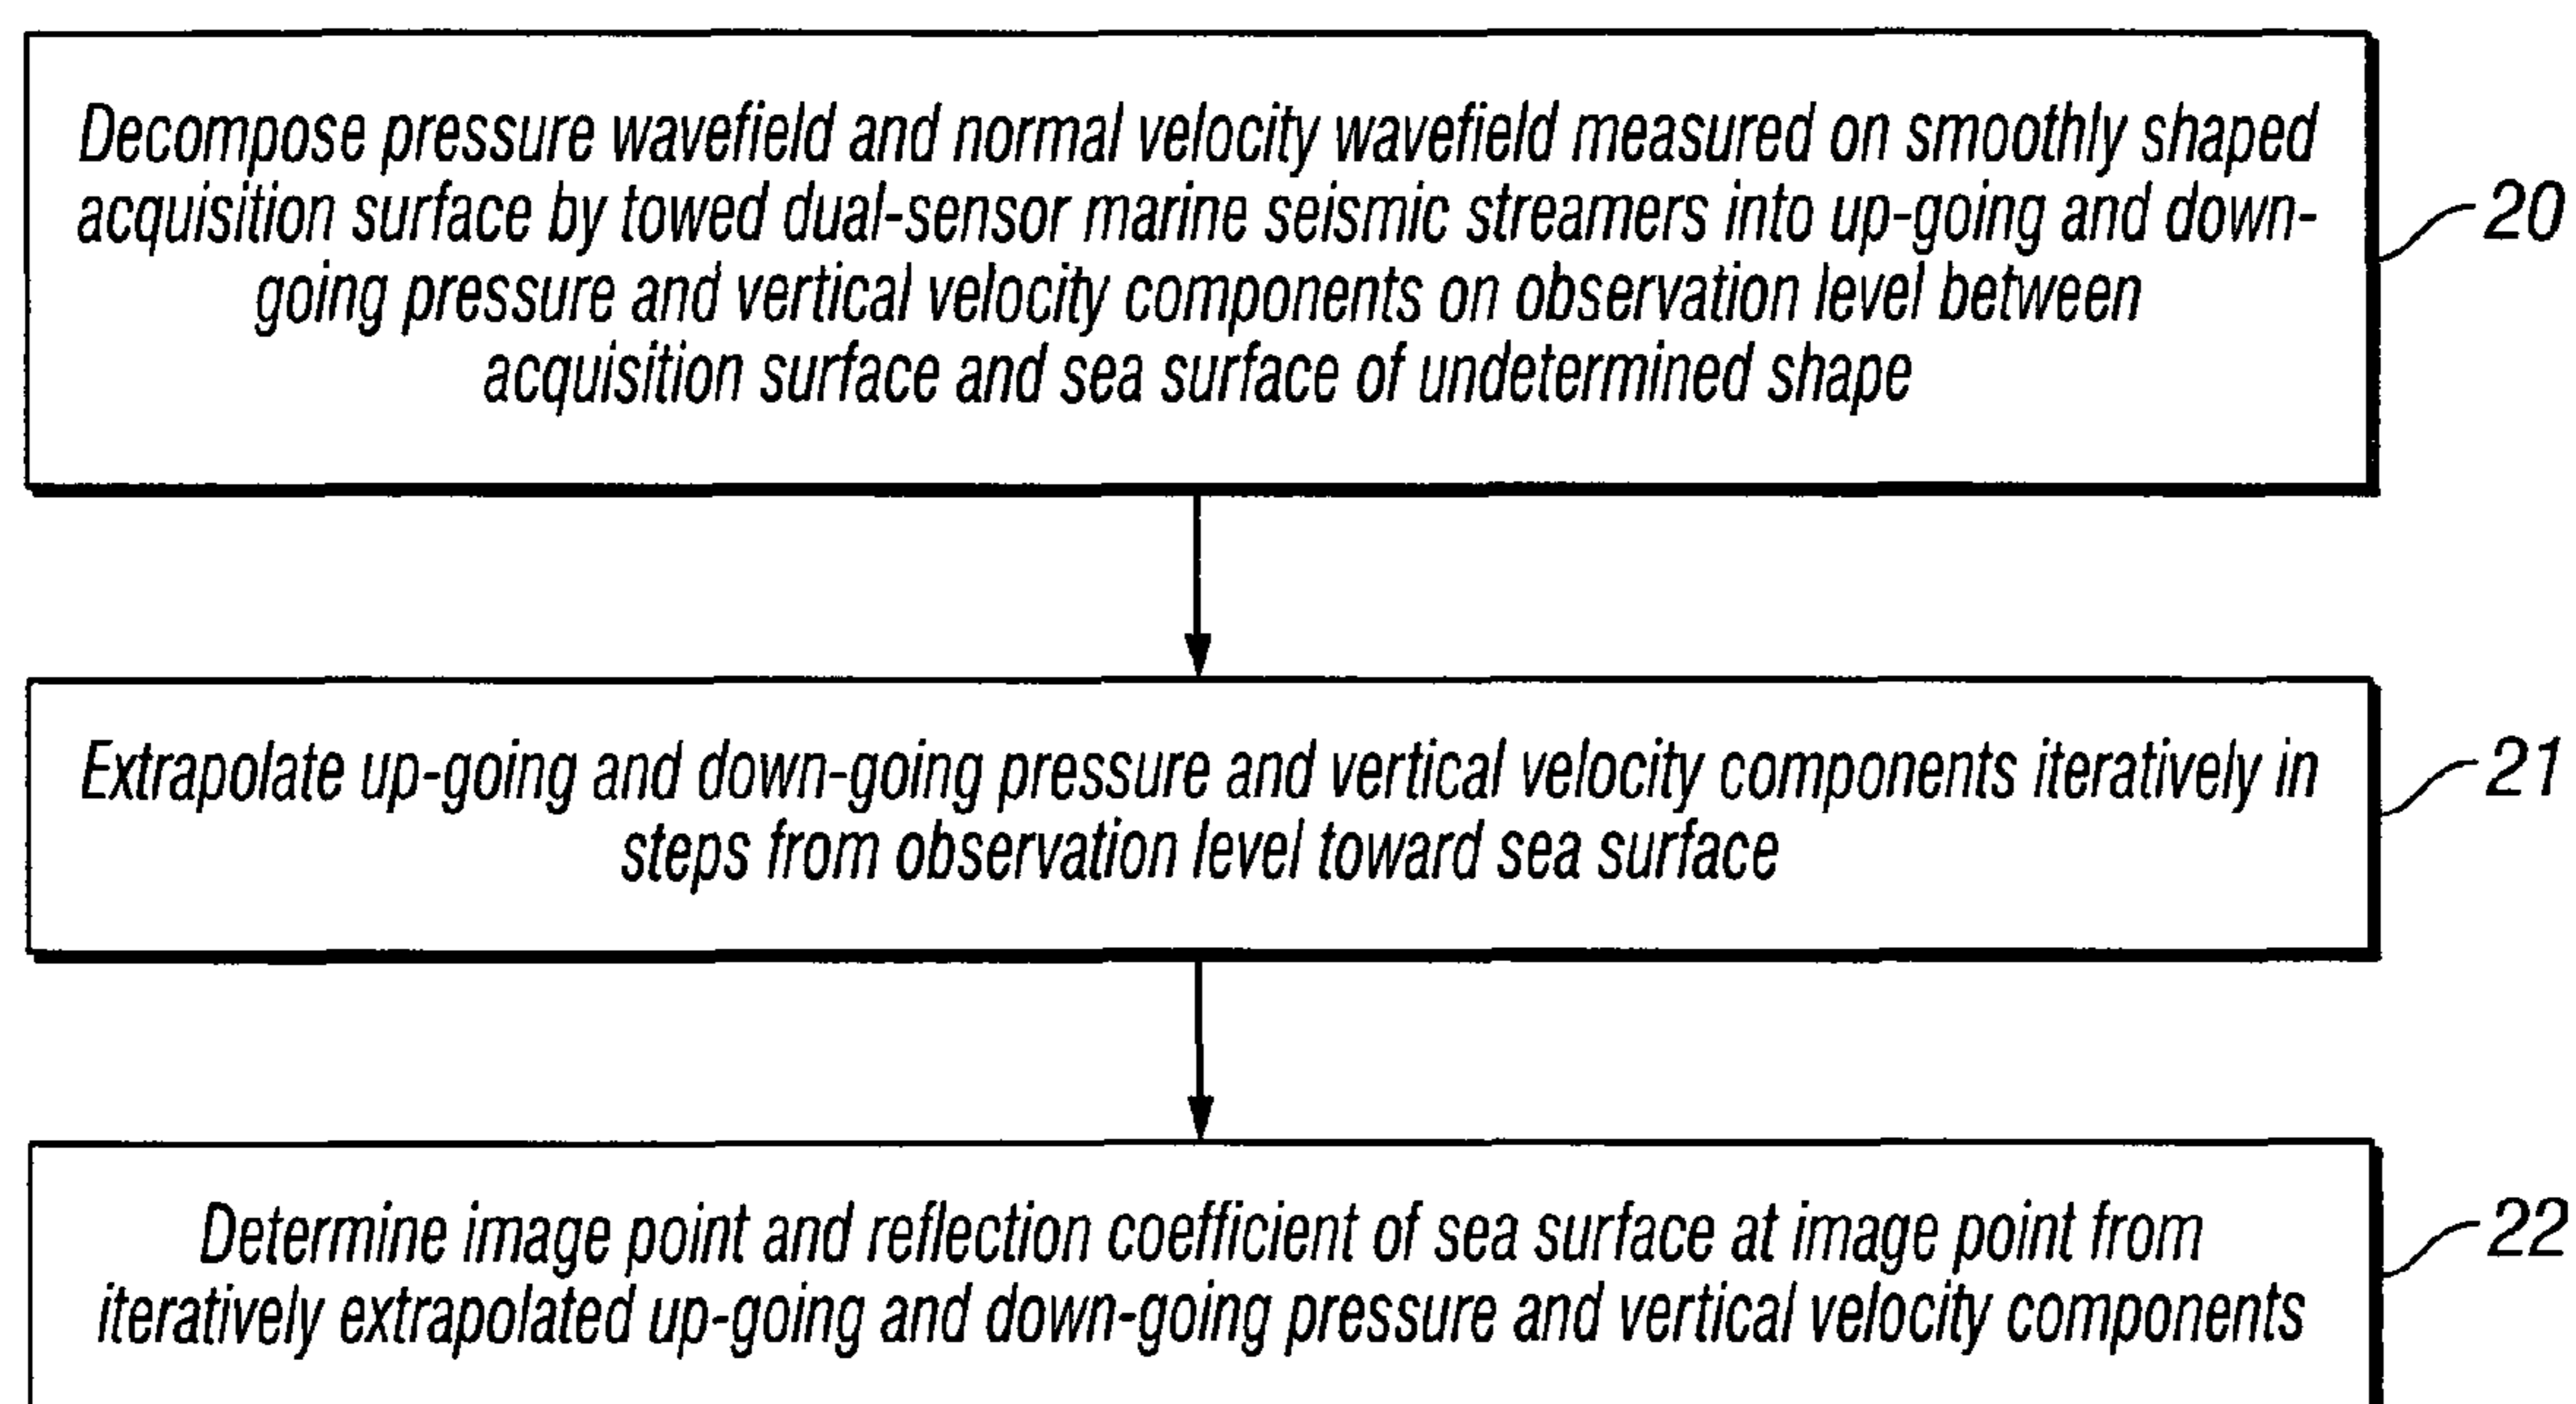 Decompose pressure wavefield and normal velocity wavefield measured on smoothly shaped
acquisition surface by towed dual-sensor marine seismic streamers into up-going and down-
going pressure and vertical velocity components on observation level between
acquisition surface and sea surface of undetermined shape
20
Extrapolate up-going and down-going pressure and vertical velocity components iteratively in
steps from observation level toward sea surface
21
Determine image point and reflection coefficient of sea surface at image point from
iteratively extrapolated up-going and down-going pressure and vertical velocity components
22